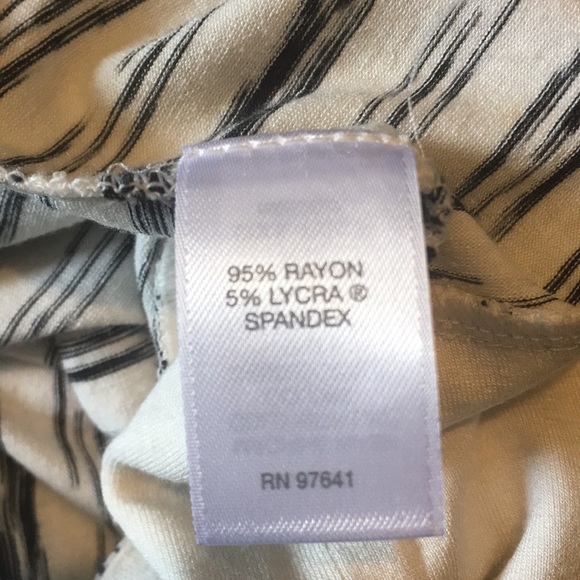 95% RAYON
5% LYCRA ®
SPANDEX
RN 97641